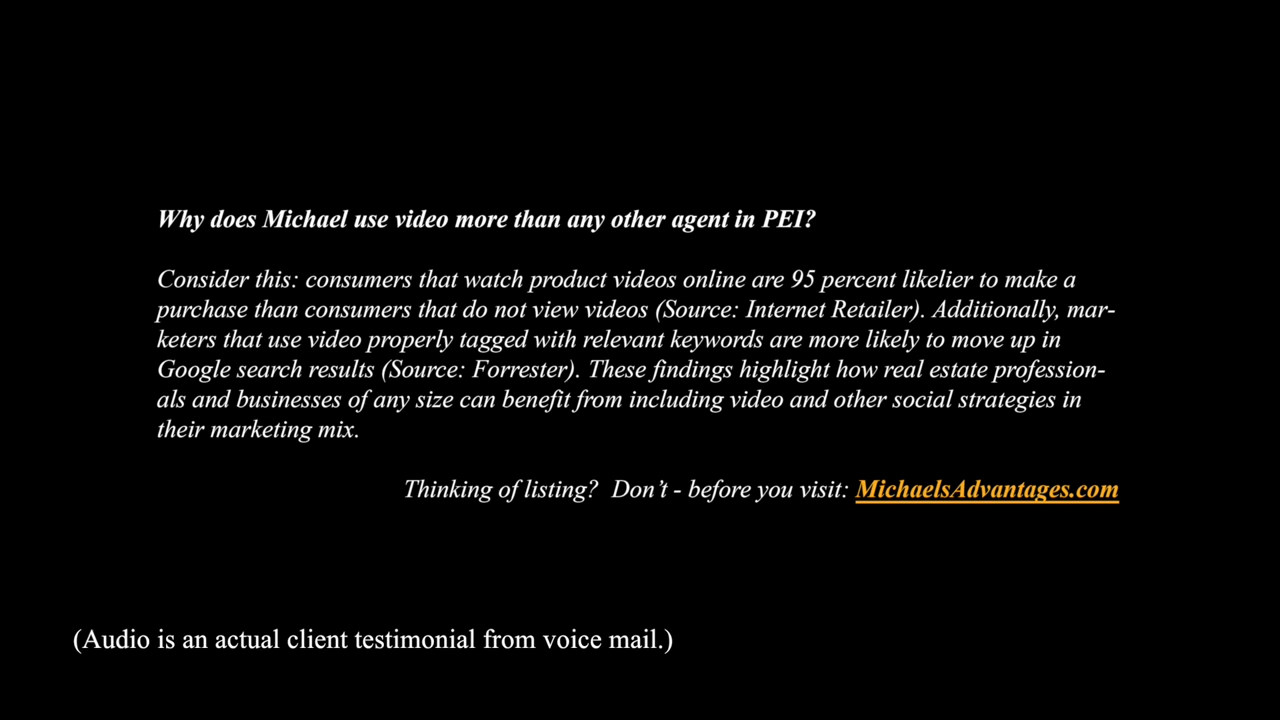 Why does Michael use video more than any other agent in PEI?
Consider this: consumers that watch product videos online are 95 percent likelier to make a
purchase than consumers that do not view videos (Source: Internet Retailer). Additionally, mar-
keters that use video properly tagged with relevant keywords are more likely to move up in
Google search results (Source: Forrester). These findings highlight how real estate profession-
als and businesses of any size can benefit from including video and other social strategies in
their marketing mix.
Thinking of listing?  Don’t - before you visit: MichaelsAdvantages.com
(Audio is an actual client testimonial from voice mail.)